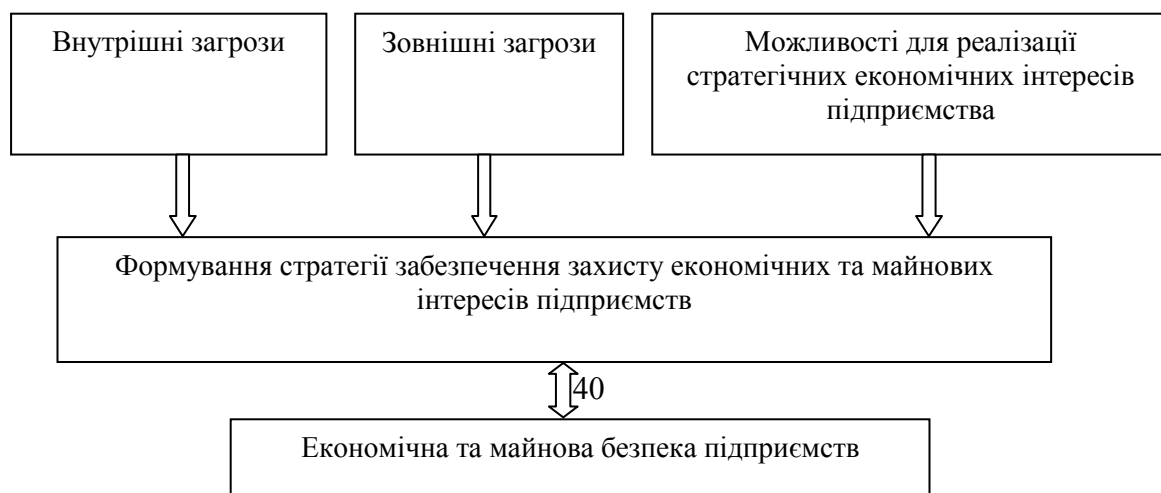 Внутрішні загрози
Зовнішні загрози
Можливості для реалізації
стратегічних економічних інтересів
підприємства
Формування стратегії забезпечення захисту економічних та майнових
інтересів підприємств
40
Економічна та майнова безпека підприємств